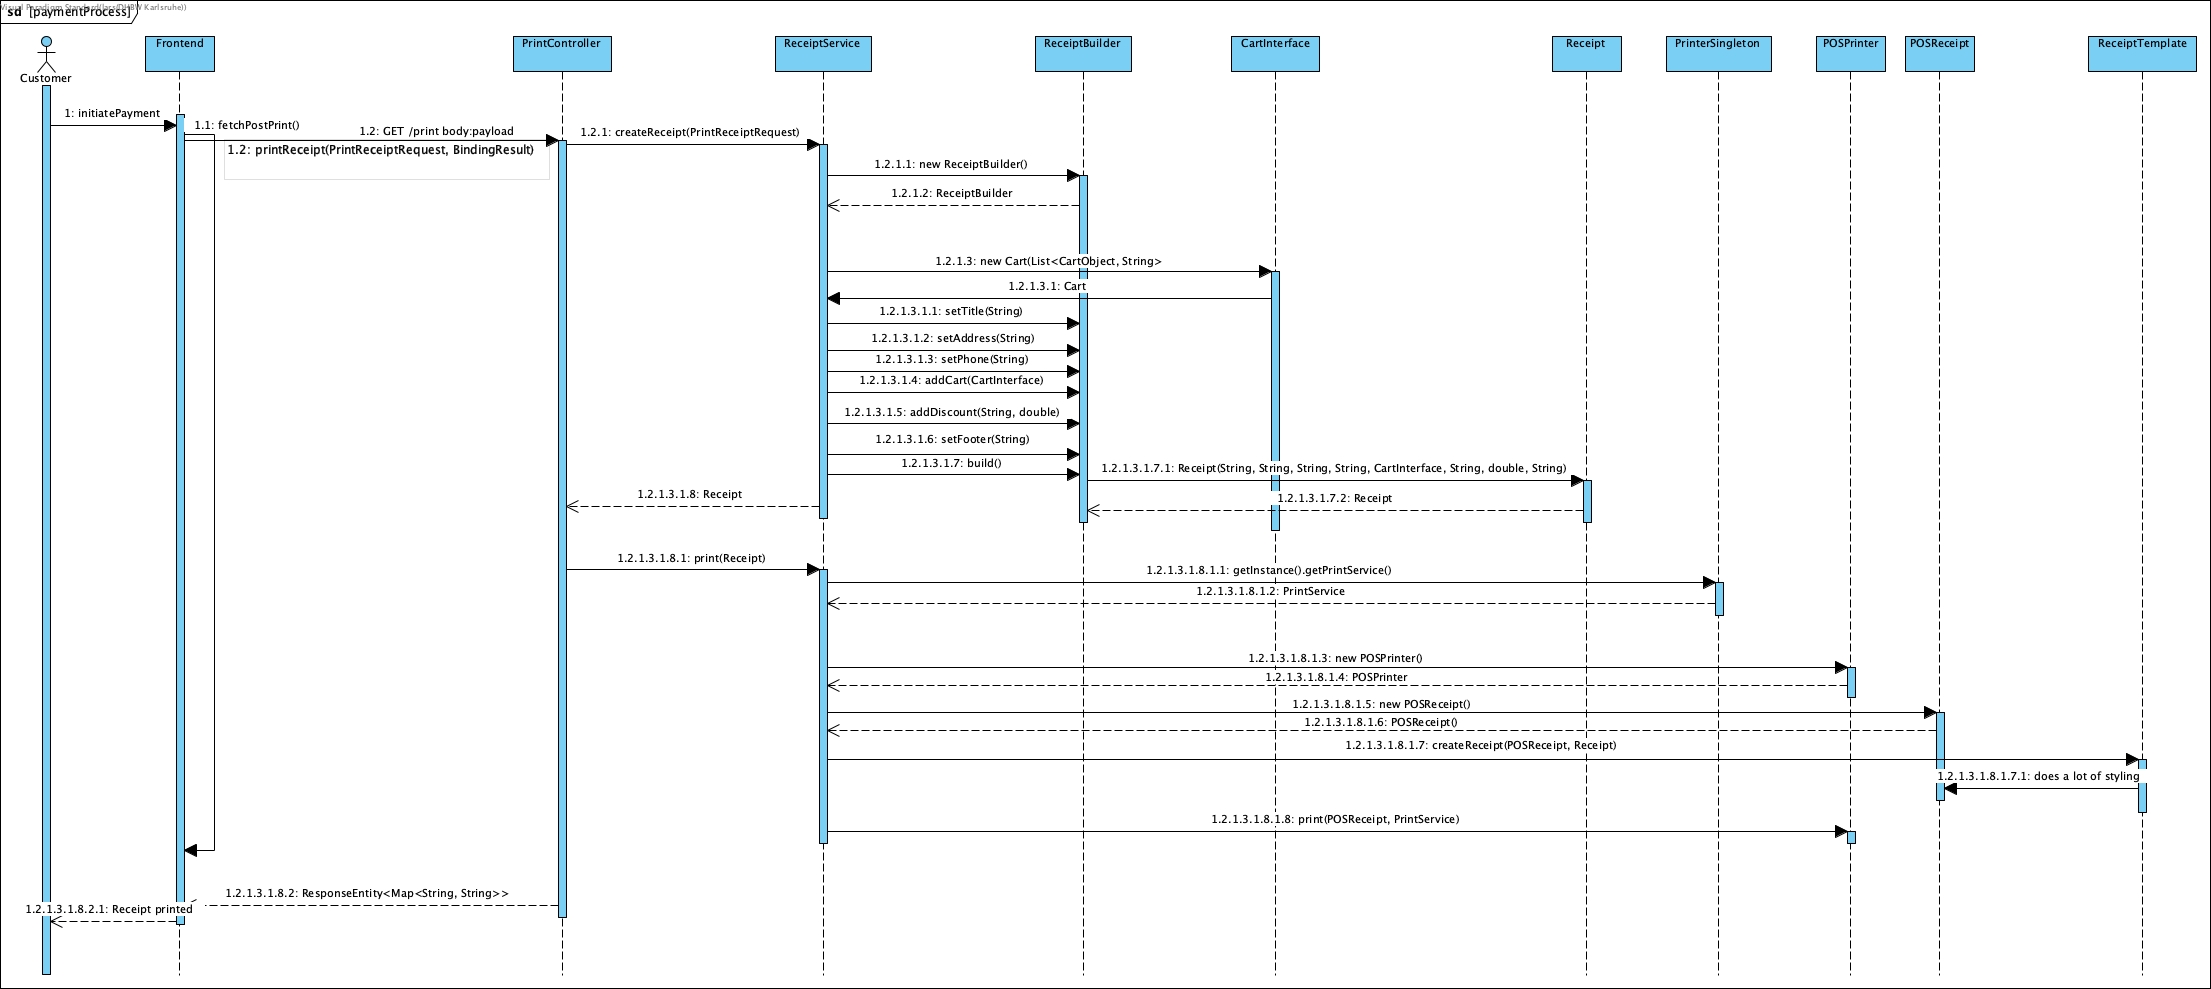 Visual Paradigm Standard(lars(DHBW Karlsruhe))
sd [paymentProcess]
Customer
Frontend
PrintController
ReceiptService
ReceiptBuilder
CartInterface
Receipt
PrinterSingleton
POSPrinter
POSReceipt
ReceiptTemplate
1: initiatePayment
1.1: fetchPostPrint()
1.2: GET /print body:payload
1.2: printReceipt(PrintReceiptRequest, BindingResult)
1.2.1: createReceipt(PrintReceiptRequest)
1.2.1.1: new ReceiptBuilder()
1.2.1.2: ReceiptBuilder
1.2.1.3: new Cart(List<CartObject, String>
1.2.1.3.1: Cart
1.2.1.3.1.1: setTitle(String)
1.2.1.3.1.2: setAddress(String)
1.2.1.3.1.3: setPhone(String)
1.2.1.3.1.4: addCart(CartInterface)
1.2.1.3.1.5: addDiscount(String, double)
1.2.1.3.1.6: setFooter(String)
1.2.1.3.1.7: build()
1.2.1.3.1.7.1: Receipt(String, String, String, String, CartInterface, String, double, String)
1.2.1.3.1.8: Receipt
1.2.1.3.1.7.2: Receipt
1.2.1.3.1.8.1: print(Receipt)
1.2.1.3.1.8.1.1: getInstance().getPrintService()
1.2.1.3.1.8.1.2: PrintService
1.2.1.3.1.8.1.3: new POSPrinter()
1.2.1.3.1.8.1.4: POSPrinter
1.2.1.3.1.8.1.5: new POSReceipt()
1.2.1.3.1.8.1.6: POSReceipt()
1.2.1.3.1.8.1.7: createReceipt(POSReceipt, Receipt)
1.2.1.3.1.8.1.7.1: does a lot of styling
1.2.1.3.1.8.1.8: print(POSReceipt, PrintService)
1.2.1.3.1.8.2: ResponseEntity<Map<String, String>>
1.2.1.3.1.8.2.1: Receipt printed